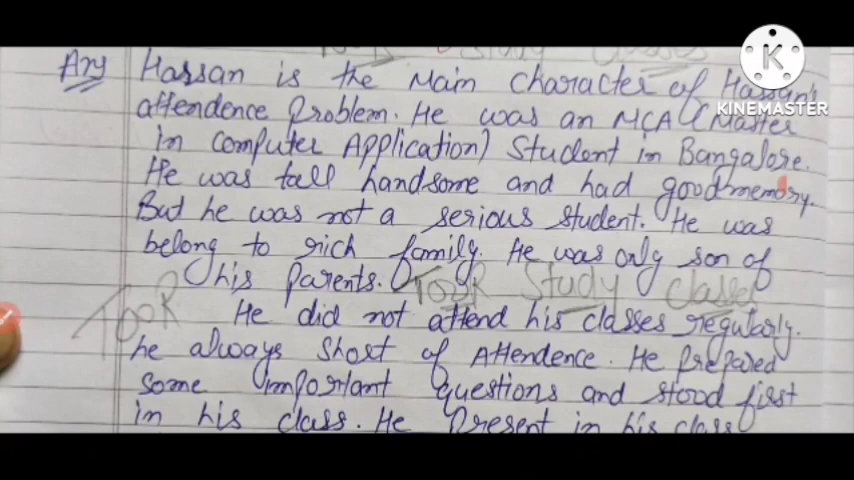 K
KINEMASTER
Ans Hassan is the Main Character of Hassan's
attendence Problem. He was an MCA (Master
in Computer Application) Student in Bangalore.
He was tall handsome and had good memory.
But he was not a serious student. He was
belong to rich family. He was only son of
his parents.
TOOR Study Classes
TOOR
He did not attend his classes regularly.
he always short of Attendence. He prepared
Some important questions and stood first
in his class. He Present in his class